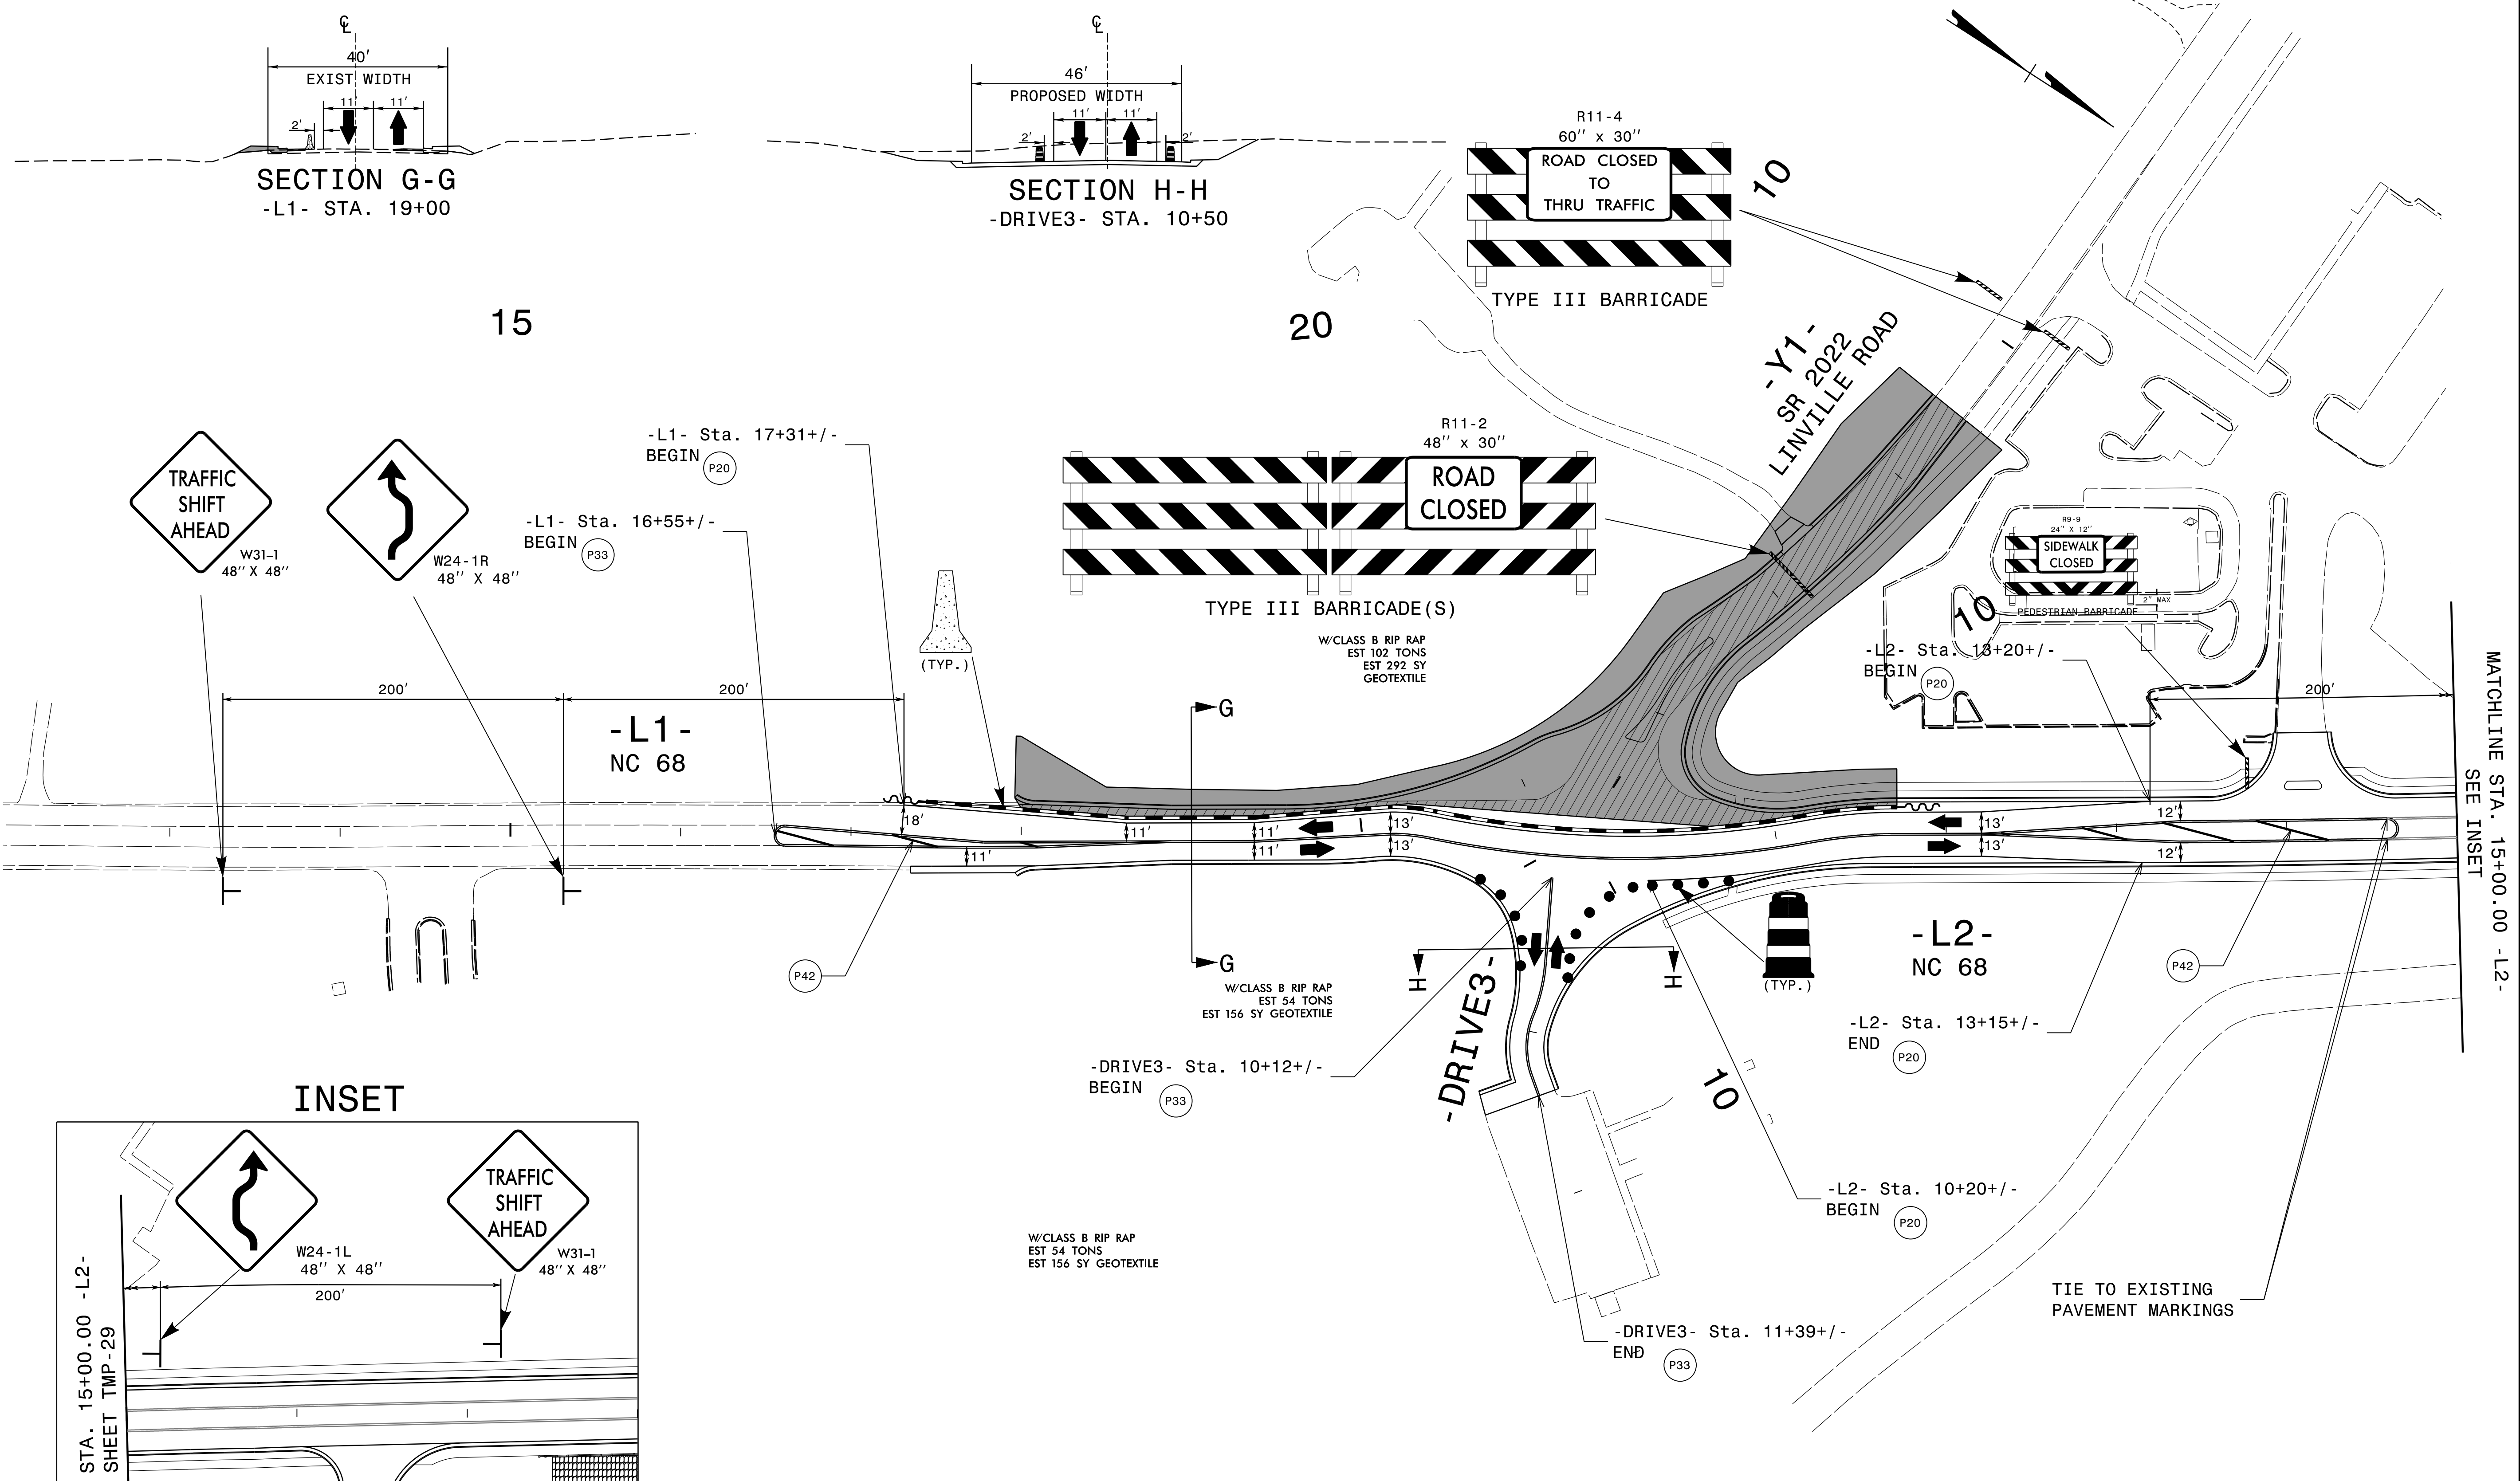 ℄
40'
EXIST WIDTH
11' 11'
2'
SECTION G-G
-L1- STA. 19+00
℄
46'
PROPOSED WIDTH
11' 11'
2' 2'
SECTION H-H
-DRIVE3- STA. 10+50
R11-4
60'' x 30''
ROAD CLOSED
TO
THRU TRAFFIC
TYPE III BARRICADE
10
15
20
-Y1-
SR 2022
LINVILLE ROAD
TRAFFIC
SHIFT
AHEAD
W31-1
48'' X 48''
W24-1R
48'' X 48''
-L1- Sta. 17+31+/-
BEGIN P20
-L1- Sta. 16+55+/-
BEGIN P33
(TYP.)
R11-2
48'' x 30''
ROAD
CLOSED
TYPE III BARRICADE(S)
W/CLASS B RIP RAP
EST 102 TONS
EST 292 SY
GEOTEXTILE
R9-9
24'' X 12''
SIDEWALK
CLOSED
2'' MAX
PEDESTRIAN BARRICADE
10
-L2- Sta. 13+20+/-
BEGIN P20
200'
200'
200'
-L1-
NC 68
G
18'
11'
11'
11'
11'
13'
13'
13'
13'
12'
12'
MATCHLINE STA. 15+00.00 -L2-
SEE INSET
P42
G
W/CLASS B RIP RAP
EST 54 TONS
EST 156 SY GEOTEXTILE
H H
-DRIVE3-
(TYP.)
-L2-
NC 68
P42
-L2- Sta. 13+15+/-
END P20
-DRIVE3- Sta. 10+12+/-
BEGIN P33
10
-L2- Sta. 10+20+/-
BEGIN P20
W/CLASS B RIP RAP
EST 54 TONS
EST 156 SY GEOTEXTILE
TIE TO EXISTING
PAVEMENT MARKINGS
-DRIVE3- Sta. 11+39+/-
END P33
INSET
W24-1L
48'' X 48''
TRAFFIC
SHIFT
AHEAD
W31-1
48'' X 48''
200'
STA. 15+00.00 -L2-
SHEET TMP-29